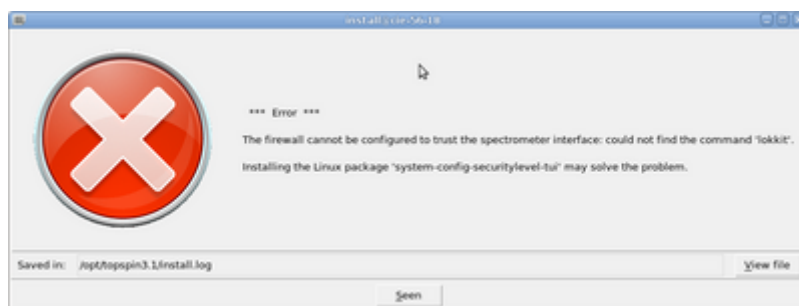 *** Error ***
The firewall cannot be configured to trust the spectrometer interface: could not find the command 'lokkit'.
Installing the Linux package 'system-config-securitylevel-tui' may solve the problem.
Saved in: /opt/topspin3.1/install.log View file
Seen